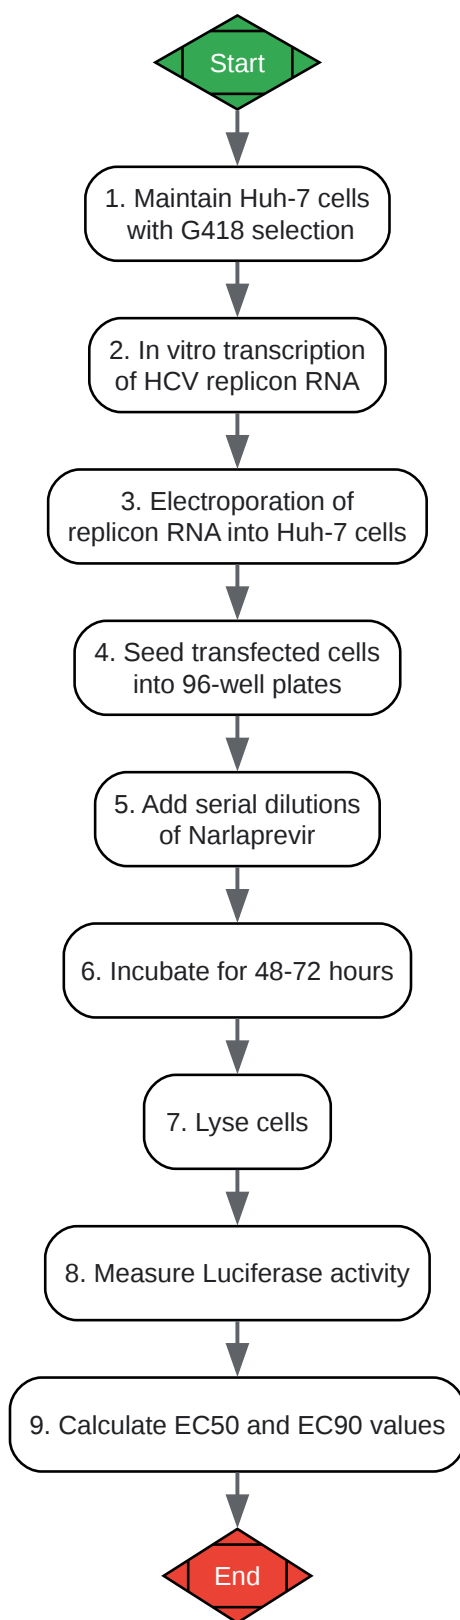 Start
1. Maintain Huh-7 cells
with G418 selection
2. In vitro transcription
of HCV replicon RNA
3. Electroporation of
replicon RNA into Huh-7 cells
4. Seed transfected cells
into 96-well plates
5. Add serial dilutions
of Narlaprevir
6. Incubate for 48-72 hours
7. Lyse cells
8. Measure Luciferase activity
9. Calculate EC50 and EC90 values
End